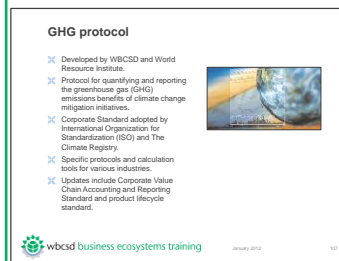 GHG protocol
Developed by WBCSD and World
Resource Institute.
Protocol for quantifying and reporting
the greenhouse gas (GHG)
emissions benefits of climate change
mitigation initiatives.
Corporate Standard adopted by
International Organization for
Standardization (ISO) and The
Climate Registry.
Specific protocols and calculation
tools for various industries.
Updates include Corporate Value
Chain Accounting and Reporting
Standard and product lifecycle
standard.
wbcsd business ecosystems training
January 2012
107